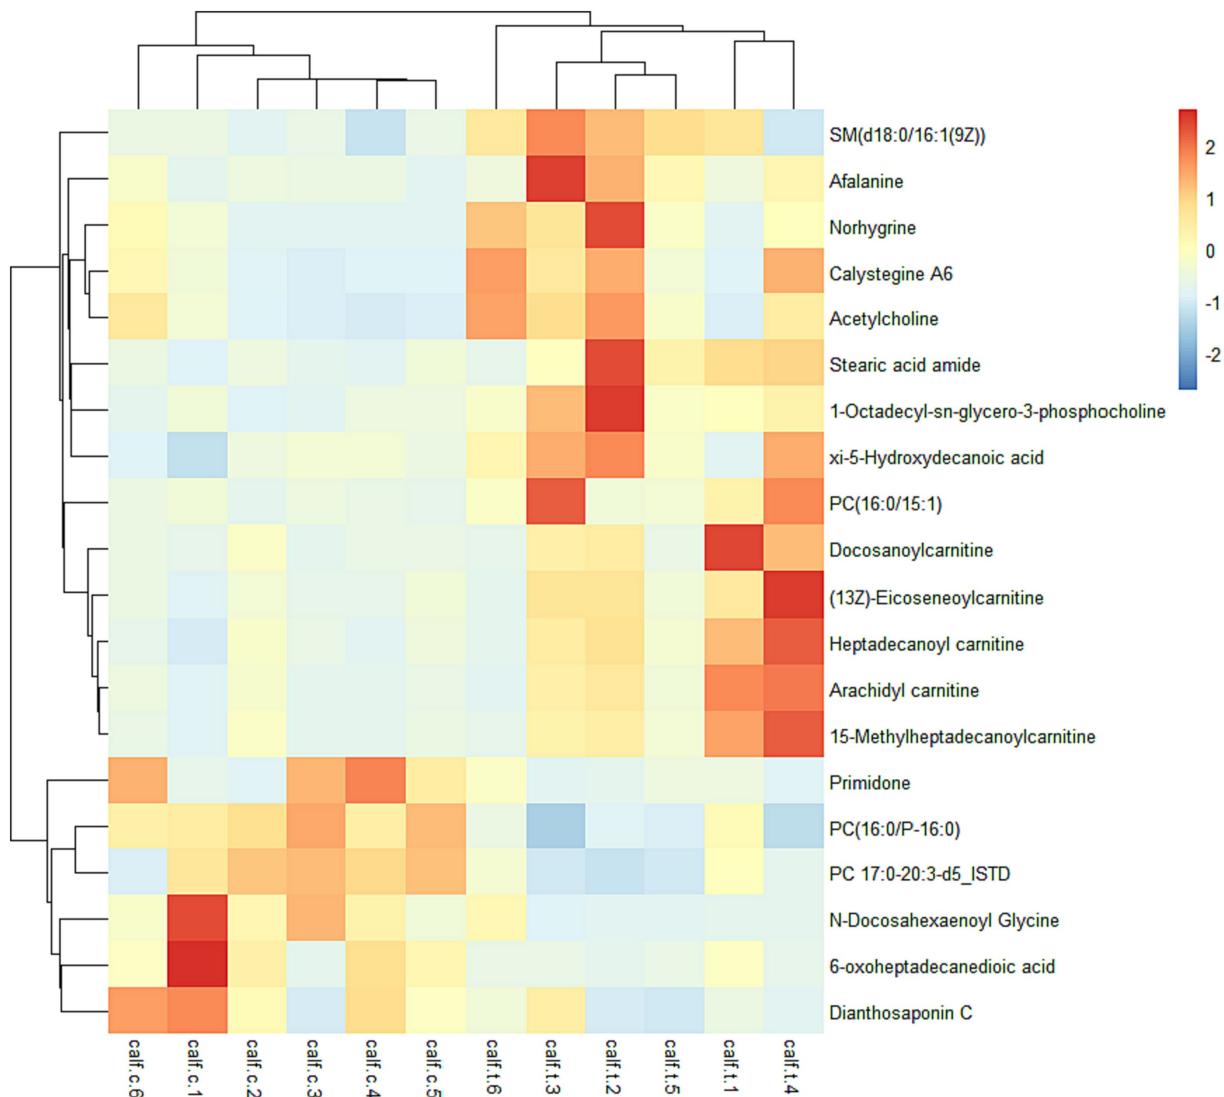 SM(d18:0/16:1(9Z))
Afalanine
Norhygrine
Calystegine A6
Acetylcholine
Stearic acid amide
1-Octadecyl-sn-glycero-3-phosphocholine
xi-5-Hydroxydecanoic acid
PC(16:0/15:1)
Docosanoylcarnitine
(13Z)-Eicoseneoylcarnitine
Heptadecanoyl carnitine
Arachidyl carnitine
15-Methylheptadecanoylcarnitine
Primidone
PC(16:0/P-16:0)
PC 17:0-20:3-d5_ISTD
N-Docosahexaenoyl Glycine
6-oxoheptadecanedioic acid
Dianthosaponin C
2
1
0
-1
-2
calf.c.6
calf.c.1
calf.c.2
calf.c.3
calf.c.4
calf.c.5
calf.t.6
calf.t.3
calf.t.2
calf.t.5
calf.t.1
calf.t.4